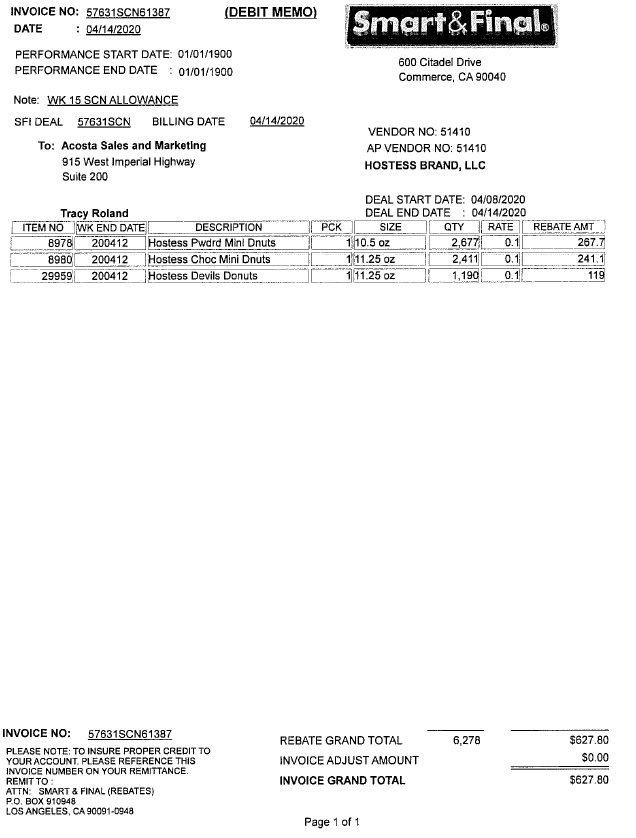 INVOICE NO: 57631SCN61387 (DEBIT MEMO) Smart&Final®
DATE : 04/14/2020
PERFORMANCE START DATE: 01/01/1900
PERFORMANCE END DATE : 01/01/1900
600 Citadel Drive
Commerce, CA 90040
Note: WK 15 SCN ALLOWANCE
SFI DEAL 57631SCN BILLING DATE 04/14/2020
VENDOR NO: 51410
To: Acosta Sales and Marketing
AP VENDOR NO: 51410
915 West Imperial Highway
HOSTESS BRAND, LLC
Suite 200
DEAL START DATE: 04/08/2020
Tracy Roland
DEAL END DATE : 04/14/2020
ITEM NO WK END DATE DESCRIPTION PCK SIZE QTY RATE REBATE AMT
8978 200412 Hostess Pwdrd Mini Dnuts 1 10.5 oz 2,677 0.1 267.7
8980 200412 Hostess Choc Mini Dnuts 1 11.25 oz 2,411 0.1 241.1
29959 200412 Hostess Devils Donuts 1 11.25 oz 1,190 0.1 119
INVOICE NO: 57631SCN61387
PLEASE NOTE: TO INSURE PROPER CREDIT TO
YOUR ACCOUNT. PLEASE REFERENCE THIS
INVOICE NUMBER ON YOUR REMITTANCE.
REMIT TO :
ATTN: SMART & FINAL (REBATES)
P.O. BOX 910948
LOS ANGELES, CA 90091-0948
REBATE GRAND TOTAL 6,278 $627.80
INVOICE ADJUST AMOUNT $0.00
INVOICE GRAND TOTAL $627.80
Page 1 of 1